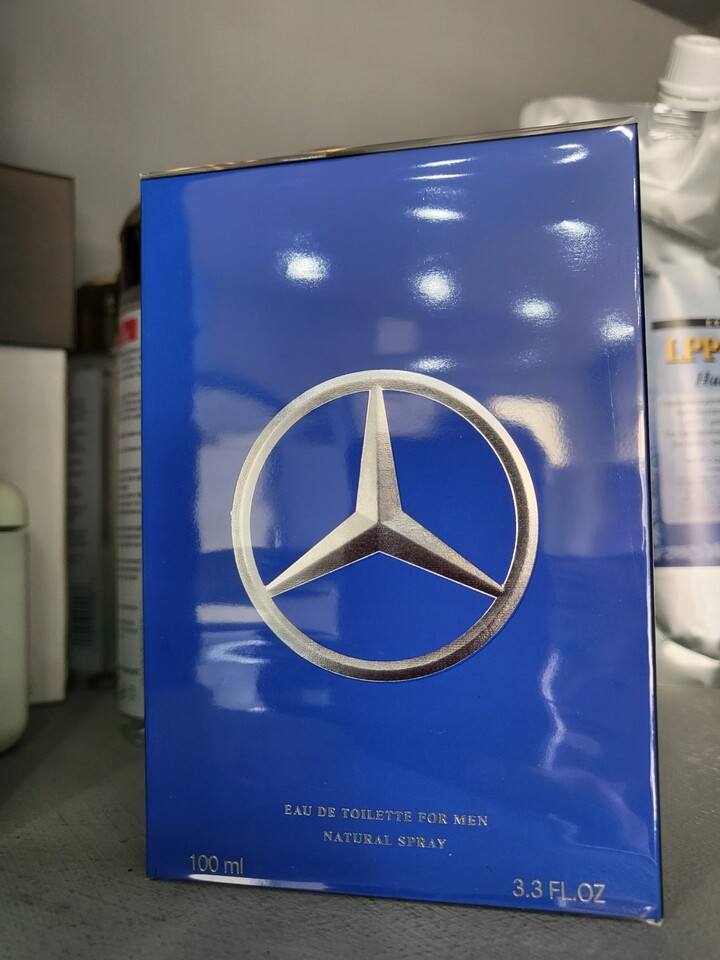 EAU DE TOILETTE FOR MEN
NATURAL SPRAY
100 ml
3.3 FL.OZ
LPP